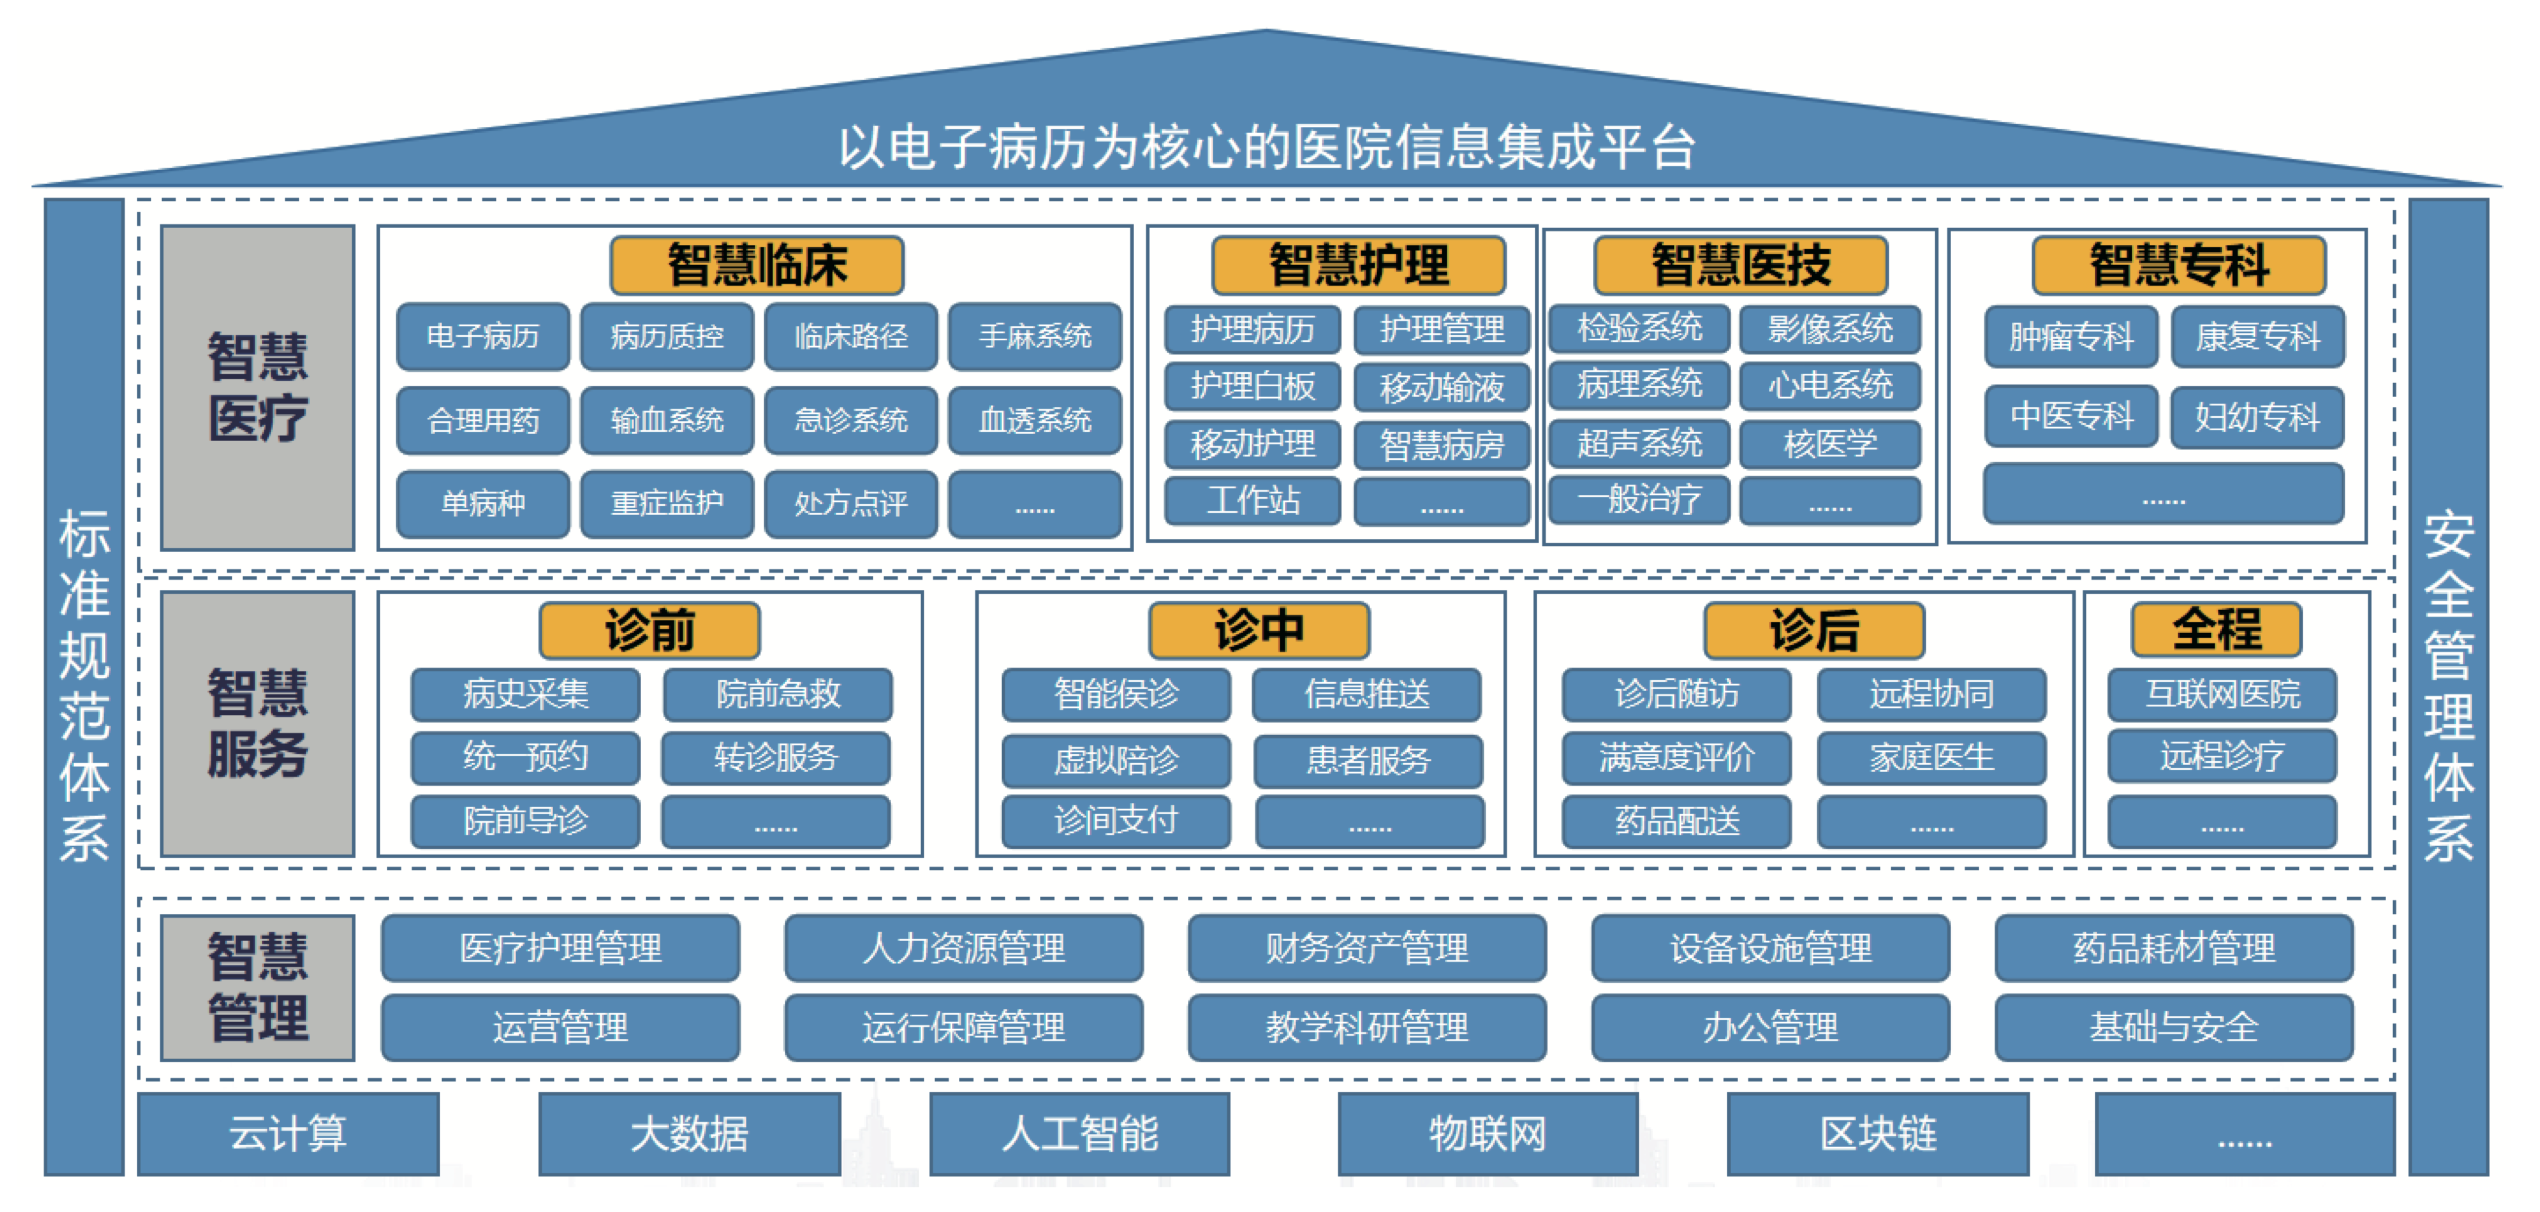 以电子病历为核心的医院信息集成平台
标准规范体系
智慧
医疗
智慧临床
电子病历 病历质控 临床路径 手麻系统
合理用药 输血系统 急诊系统 血透系统
单病种 重症监护 处方点评 ......
智慧护理
护理病历 护理管理
护理白板 移动输液
移动护理 智慧病房
工作站 ......
智慧医技
检验系统 影像系统
病理系统 心电系统
超声系统 核医学
一般治疗 ......
智慧专科
肿瘤专科 康复专科
中医专科 妇幼专科
......
智慧
服务
诊前
病史采集 院前急救
统一预约 转诊服务
院前导诊 ......
诊中
智能侯诊 信息推送
虚拟陪诊 患者服务
诊间支付 ......
诊后
诊后随访 远程协同
满意度评价 家庭医生
药品配送 ......
全程
互联网医院
远程诊疗
......
智慧
管理
医疗护理管理 人力资源管理 财务资产管理 设备设施管理 药品耗材管理
运营管理 运行保障管理 教学科研管理 办公管理 基础与安全
云计算 大数据 人工智能 物联网 区块链 ......
安全管理体系